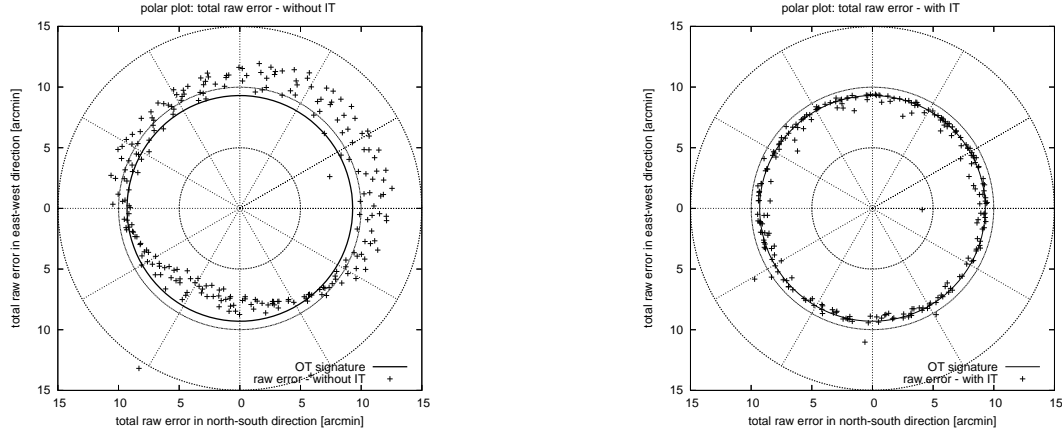 polar plot: total raw error - without IT
15
10
5
0
5
10
15
15 10 5 0 5 10 15
total raw error in east-west direction [arcmin]
total raw error in north-south direction [arcmin]
OT signature
raw error - without IT
polar plot: total raw error - with IT
15
10
5
0
5
10
15
15 10 5 0 5 10 15
total raw error in east-west direction [arcmin]
total raw error in north-south direction [arcmin]
OT signature
raw error - with IT